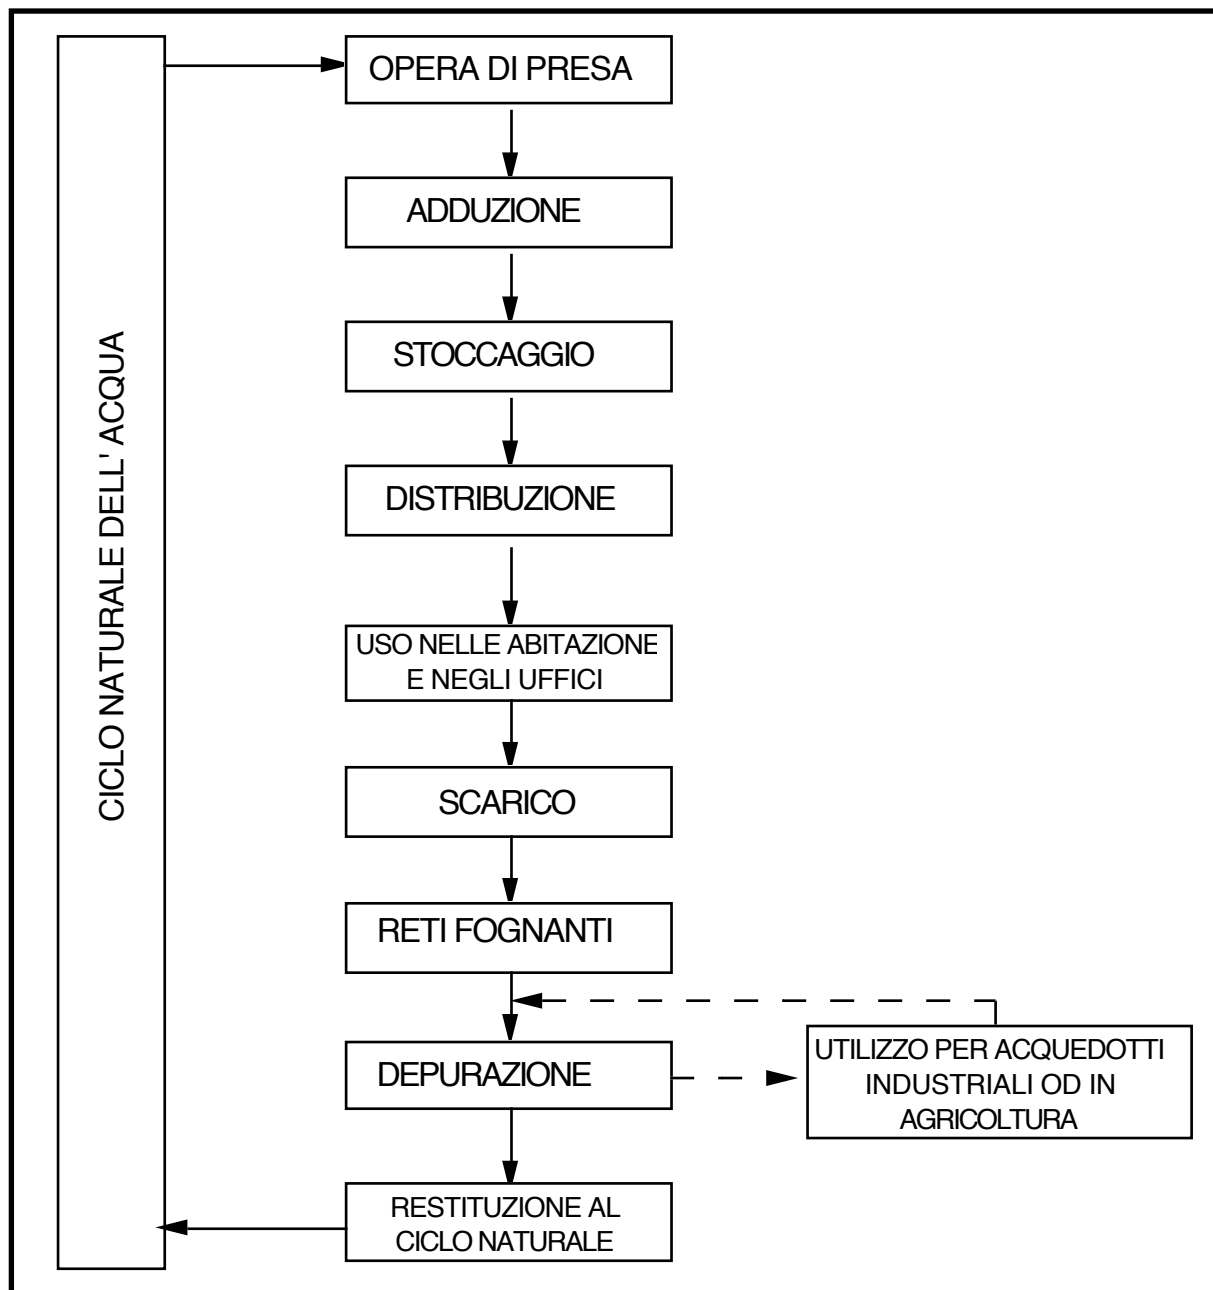 CICLO NATURALE DELL' ACQUA
OPERA DI PRESA
ADDUZIONE
STOCCAGGIO
DISTRIBUZIONE
USO NELLE ABITAZIONE
E NEGLI UFFICI
SCARICO
RETI FOGNANTI
DEPURAZIONE
UTILIZZO PER ACQUEDOTTI
INDUSTRIALI OD IN
AGRICOLTURA
RESTITUZIONE AL
CICLO NATURALE